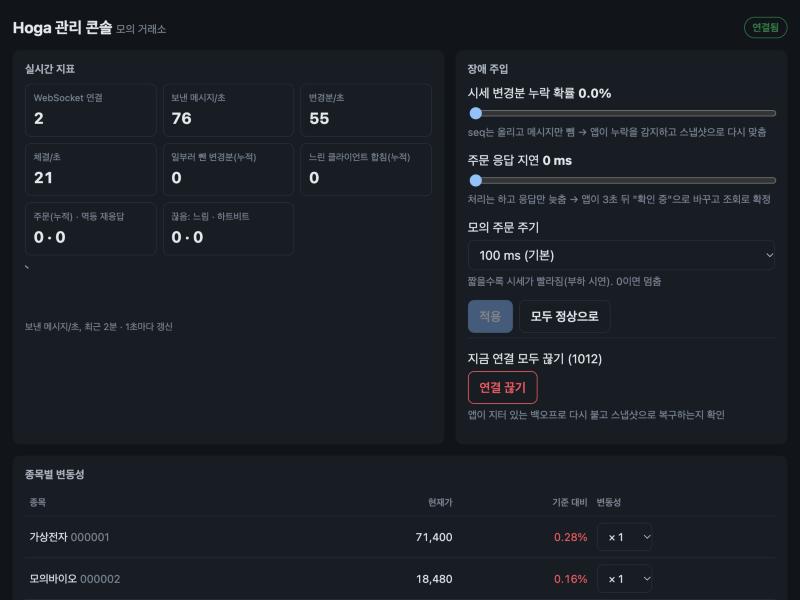 Hoga 관리 콘솔 모의 거래소
연결됨
실시간 지표
WebSocket 연결
2
보낸 메시지/초
76
변경분/초
55
체결/초
21
일부러 뺀 변경분(누적)
0
느린 클라이언트 합침(누적)
0
주문(누적) · 멱등 재응답
0 · 0
끊음: 느림 · 하트비트
0 · 0
보낸 메시지/초, 최근 2분 · 1초마다 갱신
장애 주입
시세 변경분 누락 확률 0.0%
seq는 올리고 메시지만 뺌 → 앱이 누락을 감지하고 스냅샷으로 다시 맞춤
주문 응답 지연 0 ms
처리는 하고 응답만 늦춤 → 앱이 3초 뒤 "확인 중"으로 바꾸고 조회로 확정
모의 주문 주기
100 ms (기본)
짧을수록 시세가 빨라짐(부하 시연). 0이면 멈춤
적용
모두 정상으로
지금 연결 모두 끊기 (1012)
연결 끊기
앱이 지터 있는 백오프로 다시 붙고 스냅샷으로 복구하는지 확인
종목별 변동성
종목 현재가 기준 대비 변동성
가상전자 000001 71,400 0.28% × 1
모의바이오 000002 18,480 0.16% × 1